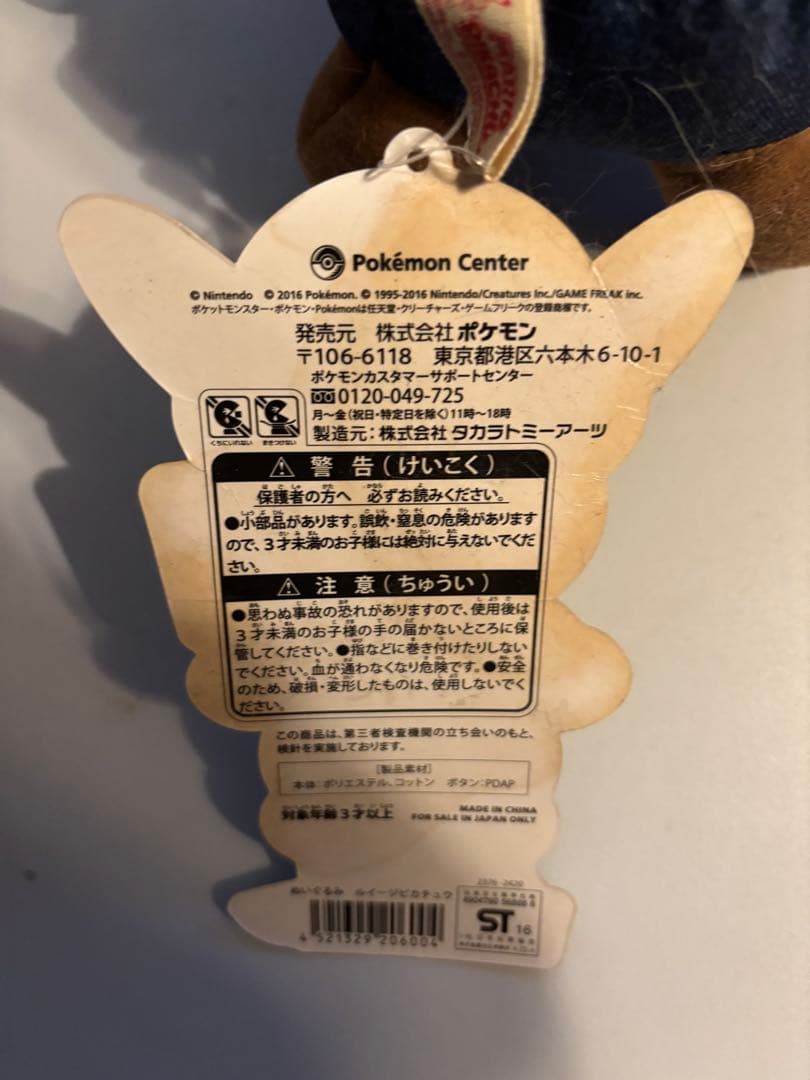 Pokémon Center
© Nintendo © 2016 Pokémon. © 1995-2016 Nintendo/Creatures Inc./GAME FREAK inc.
ポケットモンスター・ポケモン・Pokémonは任天堂・クリーチャーズ・ゲームフリークの登録商標です。
発売元 株式会社 ポケモン
〒106-6118 東京都港区六本木6-10-1
ポケモンカスタマーサポートセンター
0120-049-725
月〜金(祝日・特定日を除く)11時〜18時
製造元:株式会社 タカラトミーアーツ
くちにいれない まきつけない
警 告(けいこく)
保護者の方へ 必ずお読みください。
●小部品があります。誤飲・窒息の危険があります
ので、3才未満のお子様には絶対に与えないでくだ
さい。
注 意(ちゅうい)
●思わぬ事故の恐れがありますので、使用後は
3才未満のお子様の手の届かないところに保
管してください。●指などに巻き付けたりしない
でください。血が通わなくなり危険です。●安全
のため、破損・変形したものは、使用しないでく
ださい。
この商品は、第三者検査機関の立ち会いのもと、
検針を実施しております。
[製品素材]
本体:ポリエステル、コットン ボタン:PDAP
対象年齢3才以上
MADE IN CHINA
FOR SALE IN JAPAN ONLY
ぬいぐるみ ルイージピカチュウ
4 521329 206004
ST 16